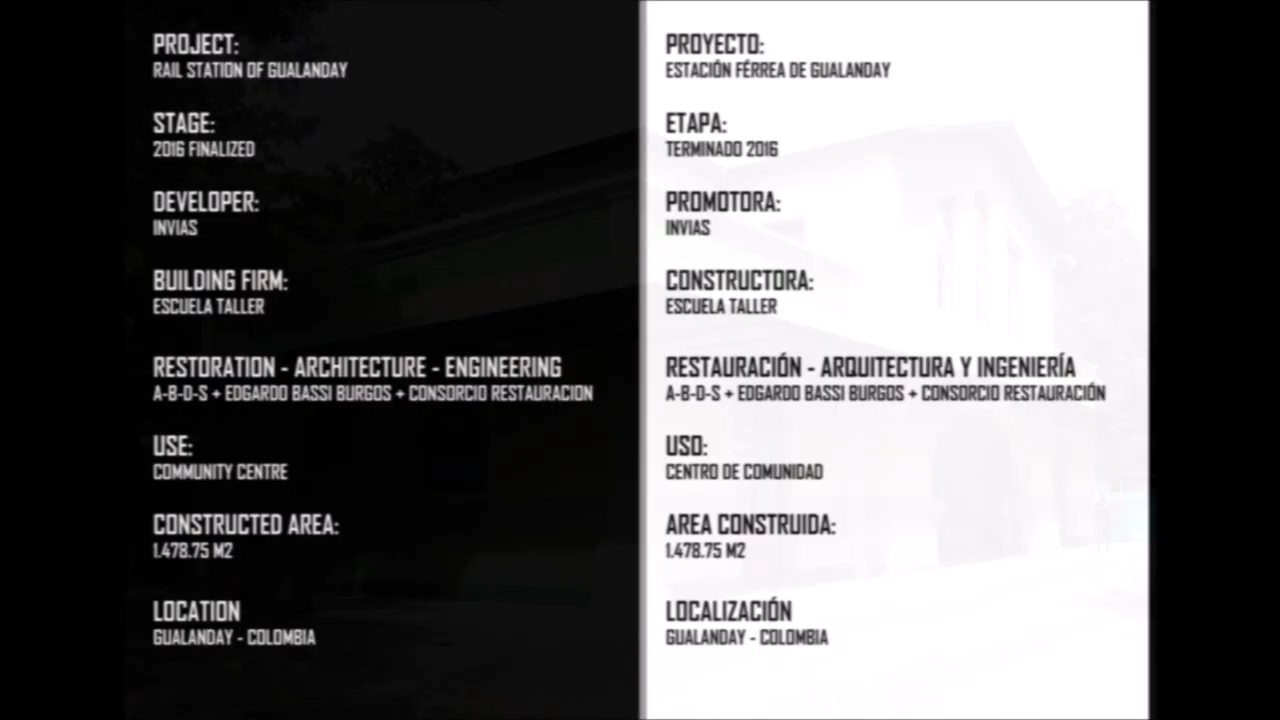 PROJECT:
RAIL STATION OF GUALANDAY
STAGE:
2016 FINALIZED
DEVELOPER:
INVIAS
BUILDING FIRM:
ESCUELA TALLER
RESTORATION - ARCHITECTURE - ENGINEERING
A-B-D-S + EDGARDO BASSI BURGOS + CONSORCIO RESTAURACION
USE:
COMMUNITY CENTRE
CONSTRUCTED AREA:
1.478.75 M2
LOCATION
GUALANDAY - COLOMBIA
PROYECTO:
ESTACIÓN FÉRREA DE GUALANDAY
ETAPA:
TERMINADO 2016
PROMOTORA:
INVIAS
CONSTRUCTORA:
ESCUELA TALLER
RESTAURACIÓN - ARQUITECTURA Y INGENIERÍA
A-B-D-S + EDGARDO BASSI BURGOS + CONSORCIO RESTAURACIÓN
USO:
CENTRO DE COMUNIDAD
AREA CONSTRUIDA:
1.478.75 M2
LOCALIZACIÓN
GUALANDAY - COLOMBIA